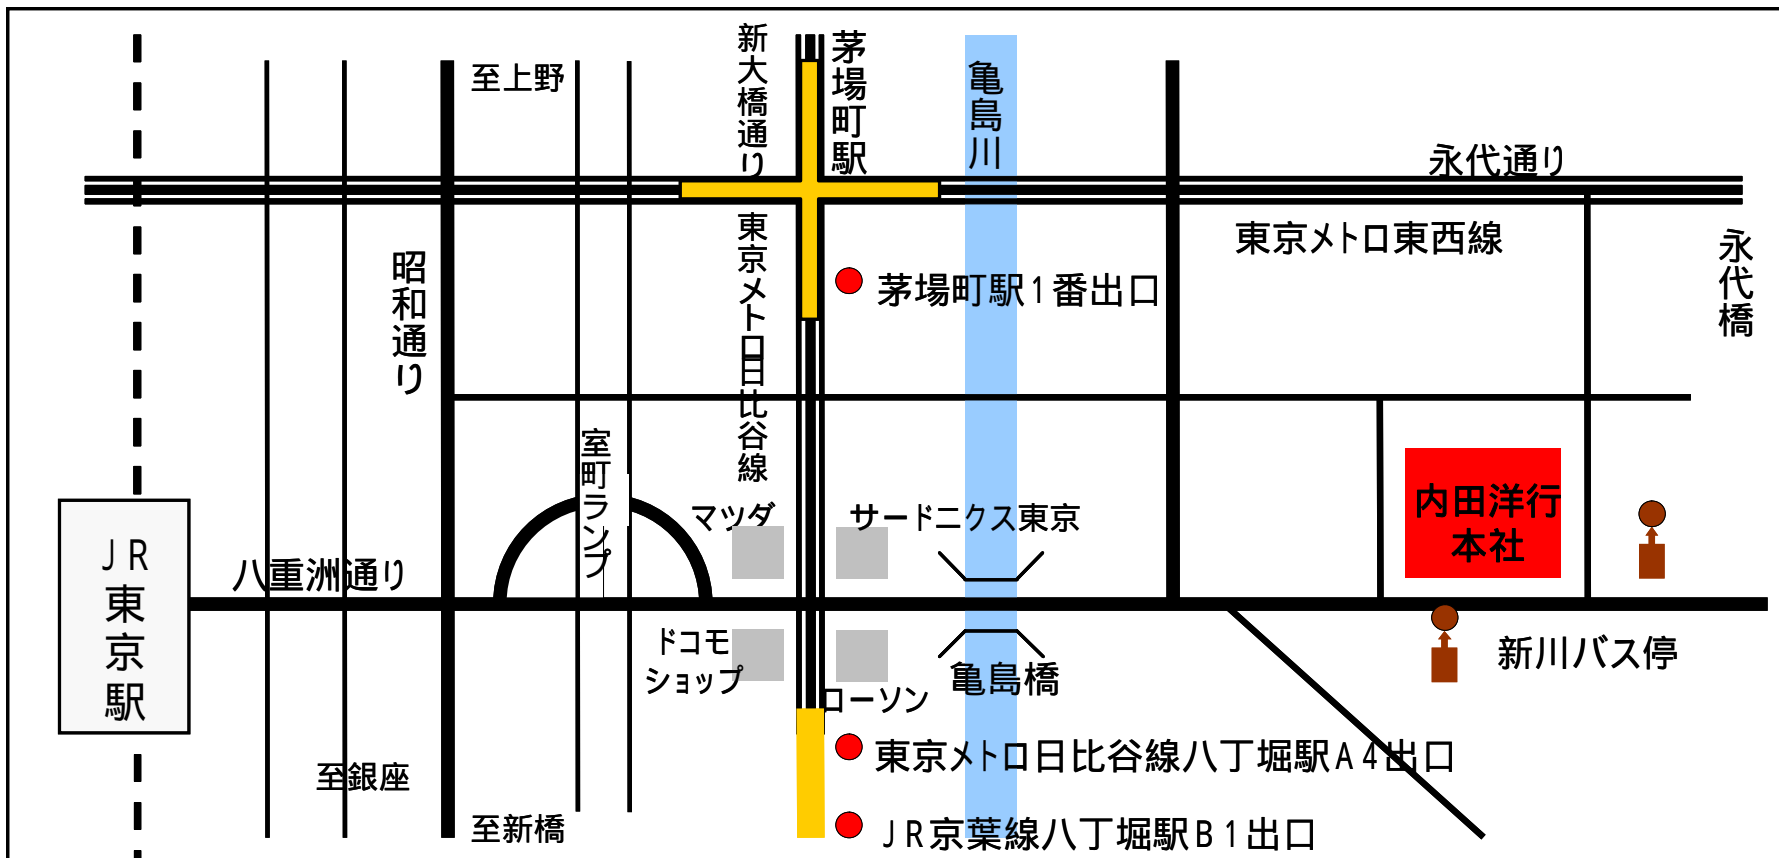 新大橋通り
茅場町駅
亀島川
至上野
永代通り
東京メトロ東西線
永代橋
昭和通り
東京メトロ日比谷線
茅場町駅1番出口
室町ランプ
マツダ
サードニクス東京
内田洋行
本社
JR
東京駅
八重洲通り
ドコモ
ショップ
ローソン
亀島橋
新川バス停
東京メトロ日比谷線八丁堀駅A4出口
至銀座
至新橋
JR京葉線八丁堀駅B1出口